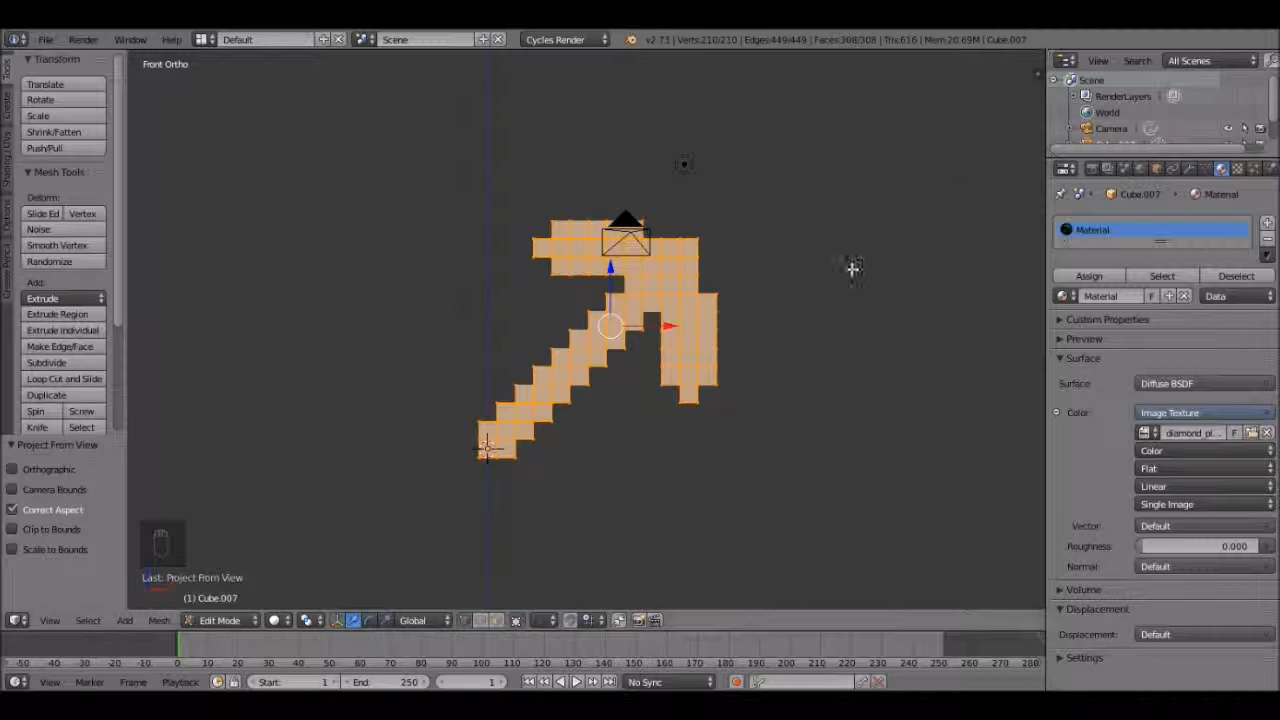 File Render Window Help Default Scene Cycles Render v2.73 | Verts:210/210 | Edges:449/449 | Faces:308/308 | Tris:616 | Mem:20.69M | Cube.007
Front Ortho
View Search All Scenes
Scene
RenderLayers
World
Camera
Tools
Create
Shading / UVs
Options
Grease Pencil
Transform
Translate
Rotate
Scale
Shrink/Fatten
Push/Pull
Mesh Tools
Deform:
Slide Ed Vertex
Noise
Smooth Vertex
Randomize
Add:
Extrude
Extrude Region
Extrude Individual
Make Edge/Face
Subdivide
Loop Cut and Slide
Duplicate
Spin Screw
Knife Select
Project From View
Orthographic
Camera Bounds
Correct Aspect
Clip to Bounds
Scale to Bounds
Last: Project From View
(1) Cube.007
Cube.007 Material
Material
Assign Select Deselect
Material F Data
Custom Properties
Preview
Surface
Surface: Diffuse BSDF
Color: Image Texture
diamond_pi... F
Color
Flat
Linear
Single Image
Vector: Default
Roughness: 0.000
Normal: Default
Volume
Displacement
Displacement: Default
Settings
View Select Add Mesh Edit Mode Global
-50 -40 -30 -20 -10 0 10 20 30 40 50 60 70 80 90 100 110 120 130 140 150 160 170 180 190 200 210 220 230 240 250 260 270 280
View Marker Frame Playback Start: 1 End: 250 1 No Sync